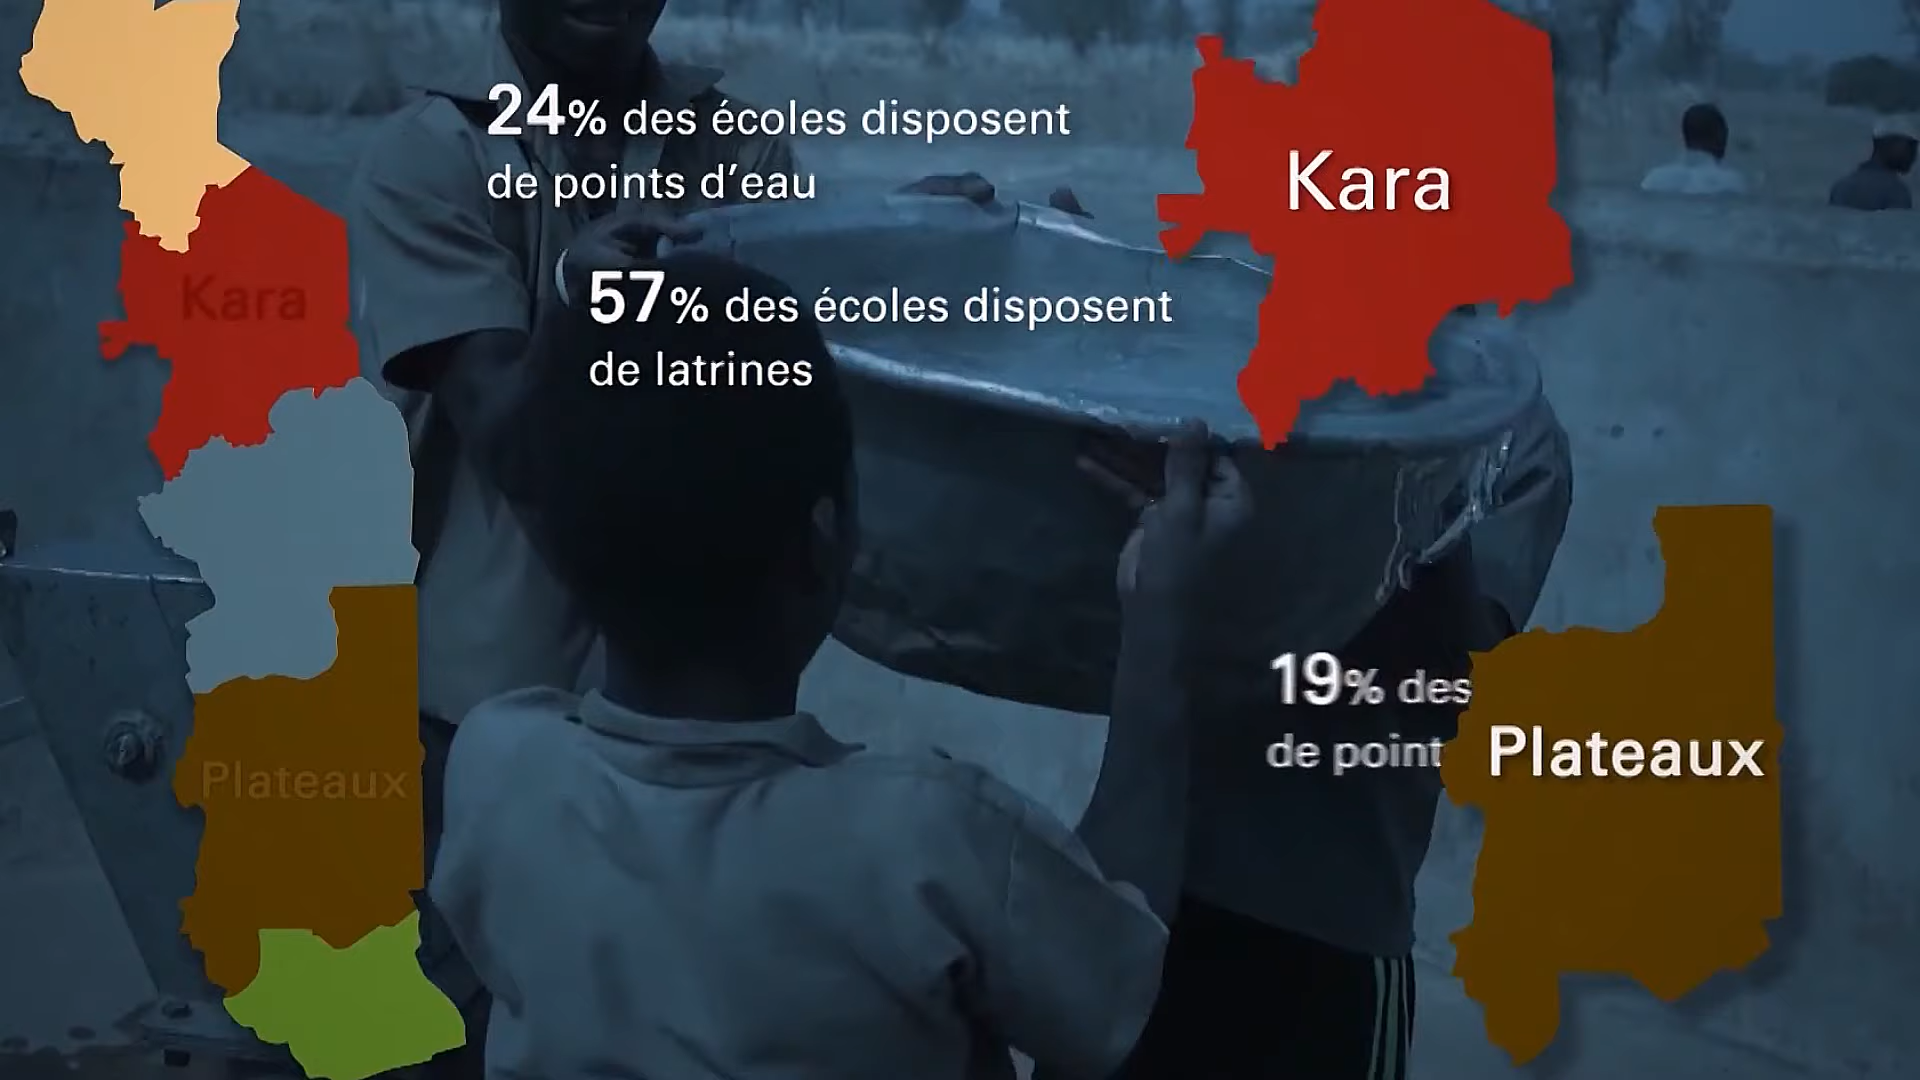 24% des écoles disposent
de points d’eau
Kara
57% des écoles disposent
de latrines
Kara
19% des
de point
Plateaux
Plateaux